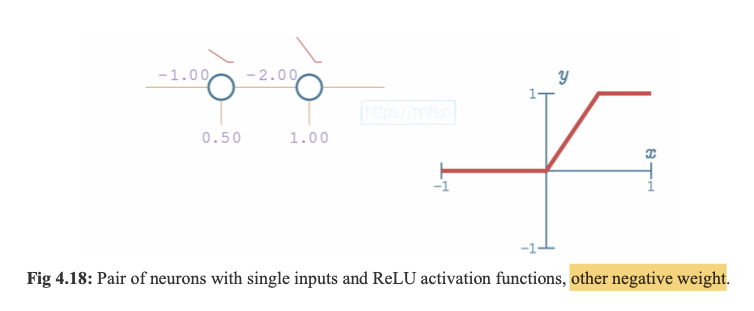 -1.00
-2.00
0.50
1.00
https://nnfs.io
y
1
x
-1
1
-1
Fig 4.18: Pair of neurons with single inputs and ReLU activation functions, other negative weight.